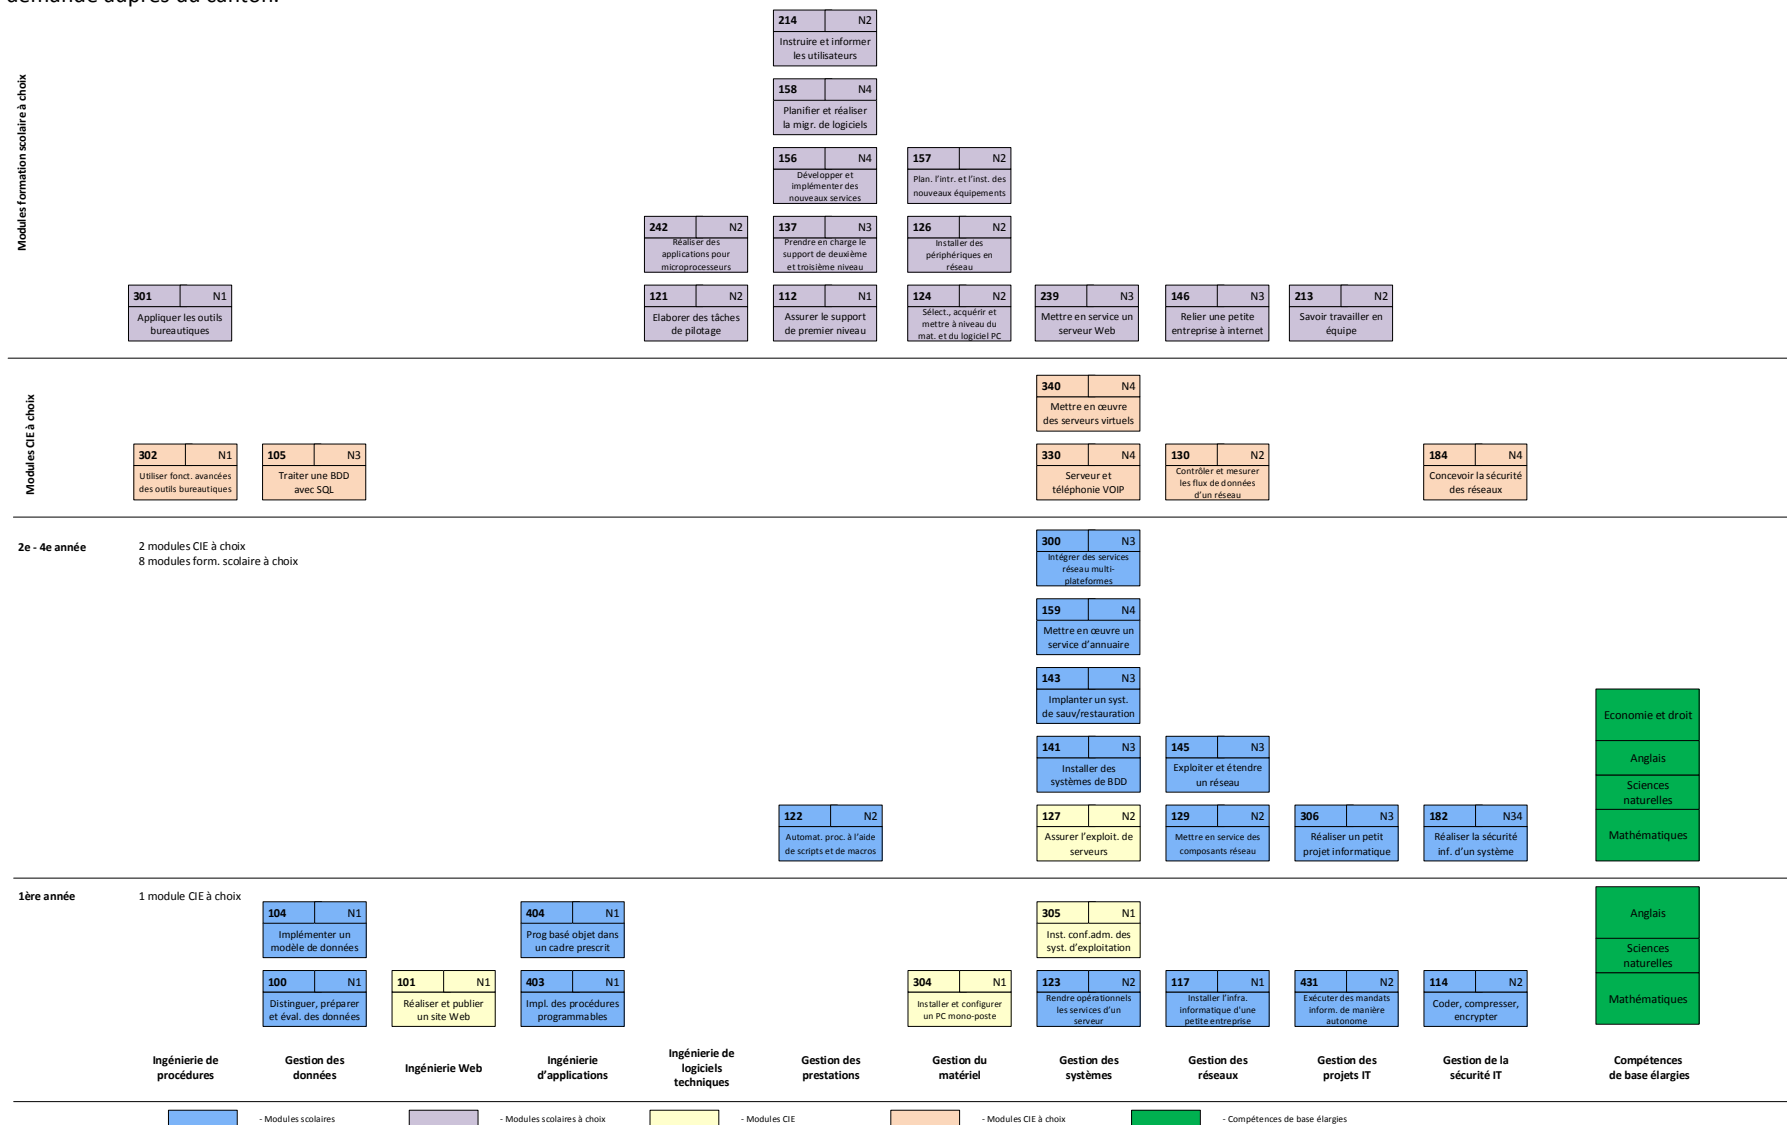 demande auprès du canton.
Modules formation scolaire à choix
214 N2
Instruire et informer
les utilisateurs
158 N4
Planifier et réaliser
la migr. de logiciels
156 N4
Développer et
implémenter des
nouveaux services
157 N2
Plan. l'intr. et l'inst. des
nouveaux équipements
242 N2
Réaliser des
applications pour
microprocesseurs
137 N3
Prendre en charge le
support de deuxième
et troisième niveau
126 N2
Installer des
périphériques en
réseau
301 N1
Appliquer les outils
bureautiques
121 N2
Elaborer des tâches
de pilotage
112 N1
Assurer le support
de premier niveau
124 N2
Sélect., acquérir et
mettre à niveau du
mat. et du logiciel PC
239 N3
Mettre en service un
serveur Web
146 N3
Relier une petite
entreprise à internet
213 N2
Savoir travailler en
équipe
Modules CIE à choix
340 N4
Mettre en œuvre
des serveurs virtuels
302 N1
Utiliser fonct. avancées
des outils bureautiques
105 N3
Traiter une BDD
avec SQL
330 N4
Serveur et
téléphonie VOIP
130 N2
Contrôler et mesurer
les flux de données
d'un réseau
184 N4
Concevoir la sécurité
des réseaux
2e - 4e année
2 modules CIE à choix
8 modules form. scolaire à choix
300 N3
Intégrer des services
réseau multi-
plateformes
159 N4
Mettre en œuvre un
service d'annuaire
143 N3
Implanter un syst.
de sauv/restauration
141 N3
Installer des
systèmes de BDD
145 N3
Exploiter et étendre
un réseau
122 N2
Automat. proc. à l'aide
de scripts et de macros
127 N2
Assurer l'exploit. de
serveurs
129 N2
Mettre en service des
composants réseau
306 N3
Réaliser un petit
projet informatique
182 N34
Réaliser la sécurité
inf. d'un système
Economie et droit
Anglais
Sciences
naturelles
Mathématiques
1ère année
1 module CIE à choix
104 N1
Implémenter un
modèle de données
404 N1
Prog basé objet dans
un cadre prescrit
305 N1
Inst. conf.adm. des
syst. d'exploitation
100 N1
Distinguer, préparer
et éval. des données
101 N1
Réaliser et publier
un site Web
403 N1
Impl. des procédures
programmables
304 N1
Installer et configurer
un PC mono-poste
123 N2
Rendre opérationnels
les services d'un
serveur
117 N1
Installer l'infra.
informatique d'une
petite entreprise
431 N2
Exécuter des mandats
inform. de manière
autonome
114 N2
Coder, compresser,
encrypter
Anglais
Sciences
naturelles
Mathématiques
Ingénierie de
procédures
Gestion des
données
Ingénierie Web
Ingénierie
d'applications
Ingénierie de
logiciels
techniques
Gestion des
prestations
Gestion du
matériel
Gestion des
systèmes
Gestion des
réseaux
Gestion des
projets IT
Gestion de la
sécurité IT
Compétences
de base élargies
- Modules scolaires
- Modules scolaires à choix
- Modules CIE
- Modules CIE à choix
- Compétences de base élargies